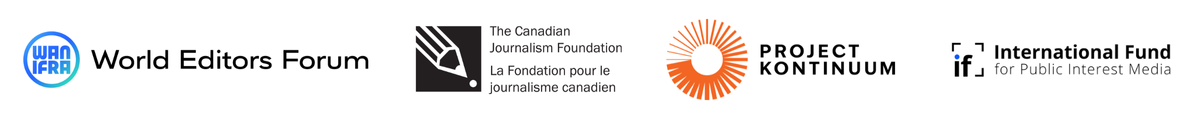 WAN
IFRA
World Editors Forum
The Canadian
Journalism Foundation
La Fondation pour le
journalisme canadien
PROJECT
KONTINUUM
if
International Fund
for Public Interest Media